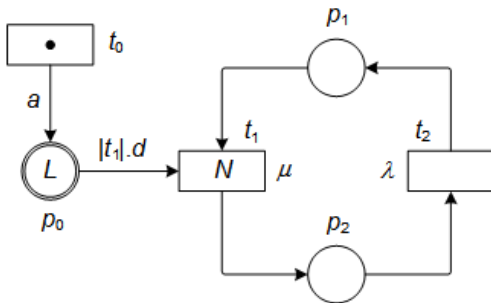 p₁
t₀
a
t₁
t₂
|t₁|.d
L
N
μ
λ
p₀
p₂